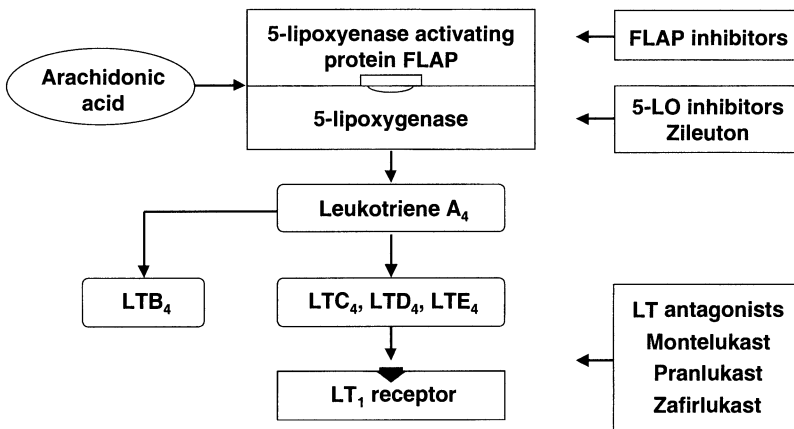 5-lipoxyenase activating
protein FLAP
FLAP inhibitors
Arachidonic
acid
5-lipoxygenase
5-LO inhibitors
Zileuton
Leukotriene A₄
LTB₄
LTC₄, LTD₄, LTE₄
LT₁ receptor
LT antagonists
Montelukast
Pranlukast
Zafirlukast